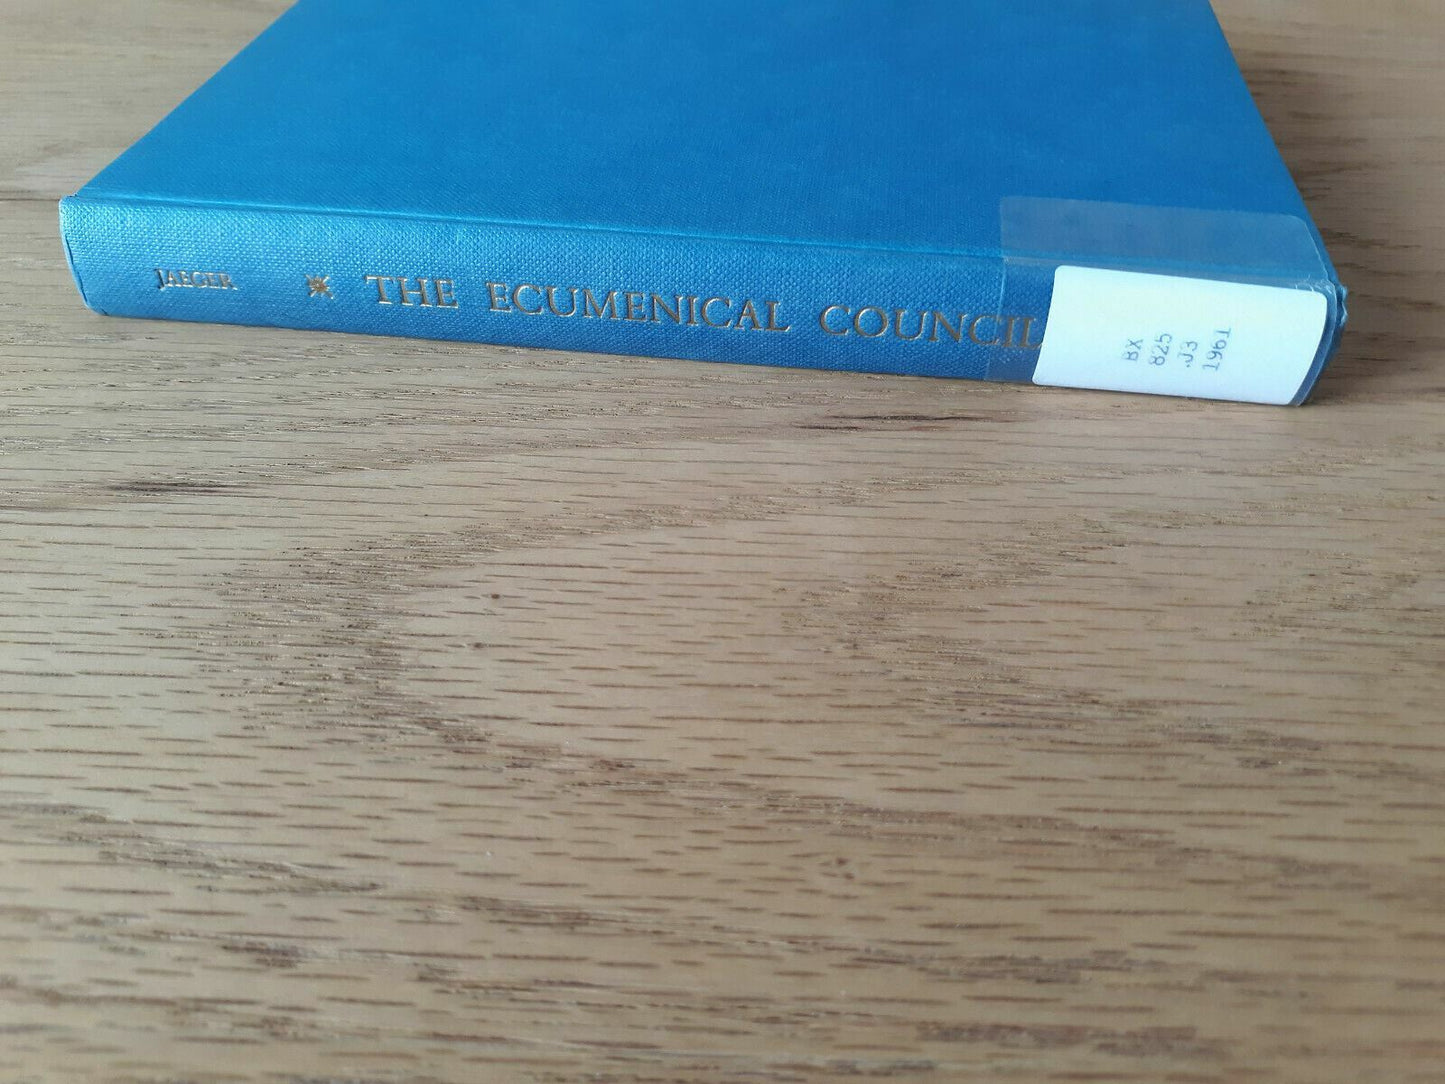 JAEGER THE ECUMENICAL COUNCIL
BX
825
.J3
1961